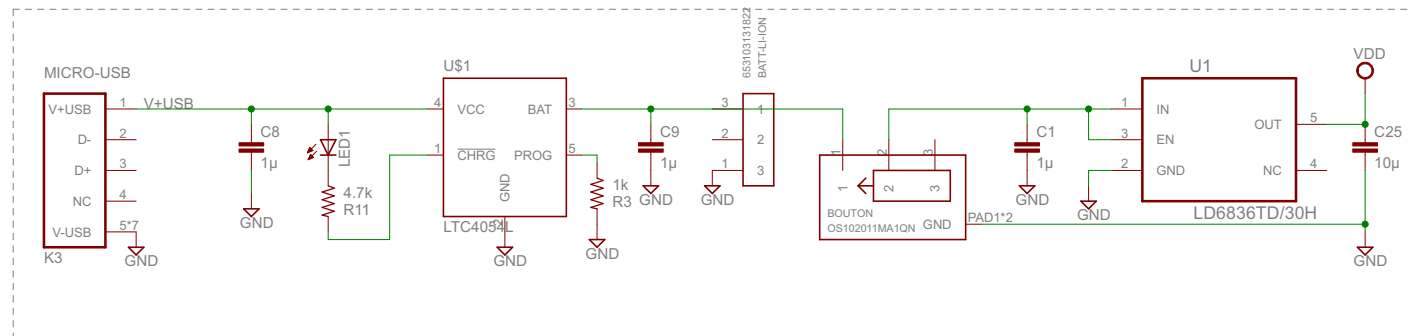 MICRO-USB
V+USB
D-
D+
NC
V-USB
1
2
3
4
5*7
K3
GND
V+USB
C8
1µ
GND
LED1
4.7k
R11
U$1
4
VCC
BAT
3
1
CHRG
PROG
5
GND
2
LTC4054L
GND
1k
R3
GND
C9
1µ
GND
653103131822
BATT-LI-ION
3
2
1
1
2
3
GND
1
2
3
1
2
3
BOUTON
OS102011MA1QN
GND
PAD1*2
C1
1µ
GND
U1
1
IN
3
EN
2
GND
OUT
5
NC
4
LD6836TD/30H
GND
VDD
C25
10µ
GND